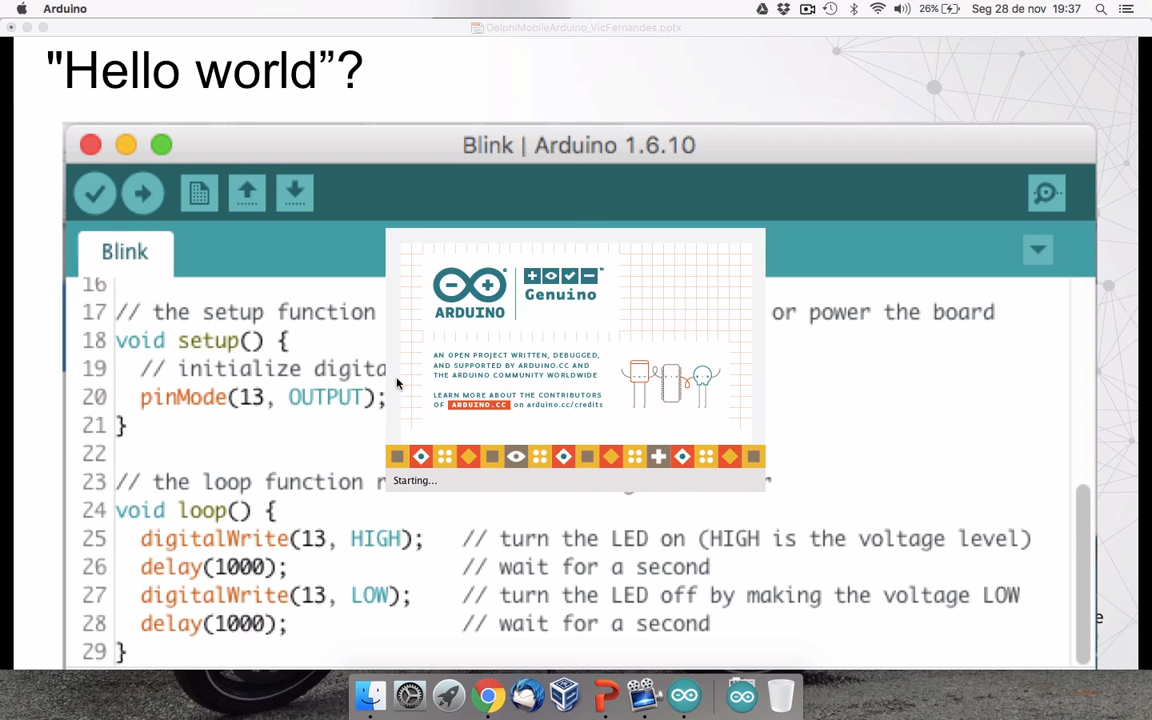 Arduino
26%
Seg 28 de nov 19:37
DelphiMobileArduino_VicFernandes.pptx
"Hello world”?
Blink | Arduino 1.6.10
Blink
16
17 // the setup function
or power the board
18 void setup() {
19 // initialize digita
20 pinMode(13, OUTPUT);
21 }
22
23 // the loop function r
24 void loop() {
25 digitalWrite(13, HIGH); // turn the LED on (HIGH is the voltage level)
26 delay(1000); // wait for a second
27 digitalWrite(13, LOW); // turn the LED off by making the voltage LOW
28 delay(1000); // wait for a second
29 }
ARDUINO
Genuino
AN OPEN PROJECT WRITTEN, DEBUGGED,
AND SUPPORTED BY ARDUINO.CC AND
THE ARDUINO COMMUNITY WORLDWIDE
LEARN MORE ABOUT THE CONTRIBUTORS
OF ARDUINO.CC on arduino.cc/credits
Starting...
e